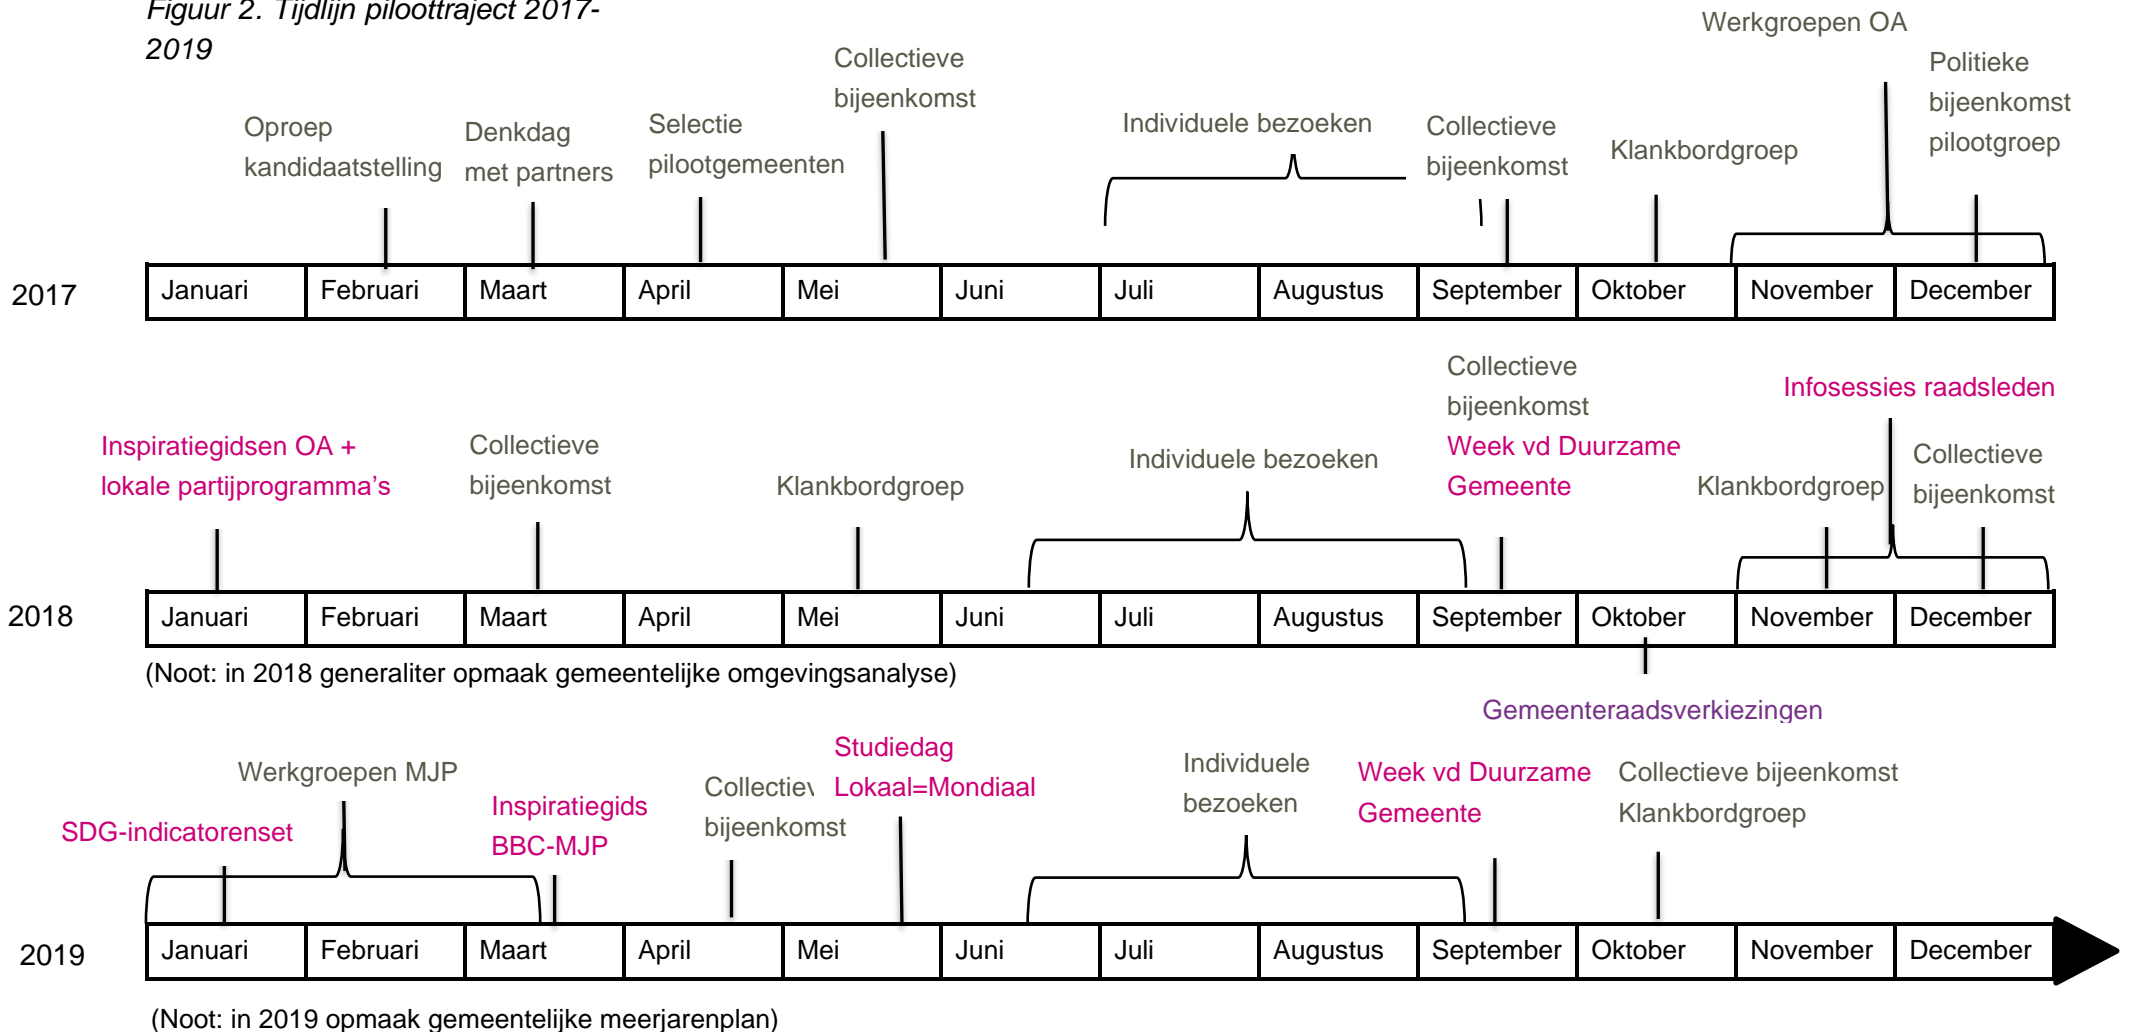 Figuur 2. Tijdlijn piloottraject 2017-
2019
Oproep
kandidaatstelling
Denkdag
met partners
Selectie
pilootgemeenten
Collectieve
bijeenkomst
Individuele bezoeken
Collectieve
bijeenkomst
Klankbordgroep
Werkgroepen OA
Politieke
bijeenkomst
pilootgroep
2017
Januari
Februari
Maart
April
Mei
Juni
Juli
Augustus
September
Oktober
November
December
Inspiratiegidsen OA +
lokale partijprogramma's
Collectieve
bijeenkomst
Klankbordgroep
Individuele bezoeken
Collectieve
bijeenkomst
Week vd Duurzame
Gemeente
Klankbordgroep
Infosessies raadsleden
Collectieve
bijeenkomst
2018
Januari
Februari
Maart
April
Mei
Juni
Juli
Augustus
September
Oktober
November
December
(Noot: in 2018 generaliter opmaak gemeentelijke omgevingsanalyse)
Gemeenteraadsverkiezingen
SDG-indicatorenset
Werkgroepen MJP
Inspiratiegids
BBC-MJP
Collectiev
bijeenkomst
Studiedag
Lokaal=Mondiaal
Individuele
bezoeken
Week vd Duurzame
Gemeente
Collectieve bijeenkomst
Klankbordgroep
2019
Januari
Februari
Maart
April
Mei
Juni
Juli
Augustus
September
Oktober
November
December
(Noot: in 2019 opmaak gemeentelijke meerjarenplan)